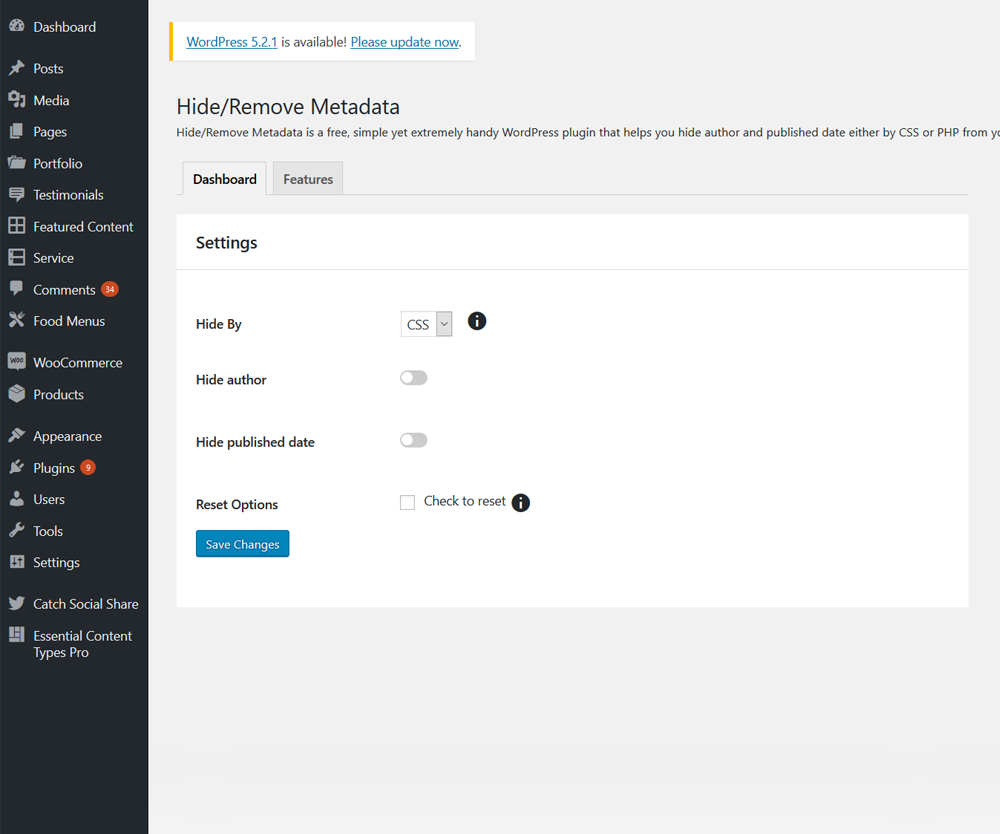 Dashboard
Posts
Media
Pages
Portfolio
Testimonials
Featured Content
Service
Comments 34
Food Menus
WOO WooCommerce
Products
Appearance
Plugins 9
Users
Tools
Settings
Catch Social Share
Essential Content
Types Pro
WordPress 5.2.1 is available! Please update now.
Hide/Remove Metadata
Hide/Remove Metadata is a free, simple yet extremely handy WordPress plugin that helps you hide author and published date either by CSS or PHP from
Dashboard Features
Settings
Hide By CSS i
Hide author
Hide published date
Reset Options Check to reset i
Save Changes